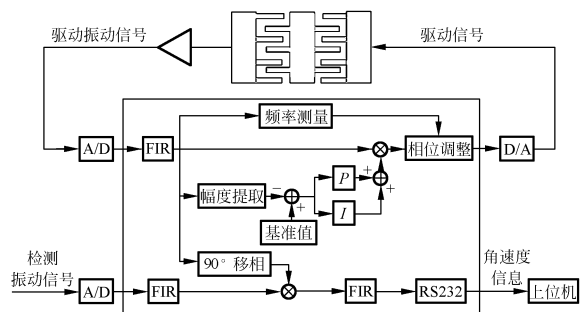 驱动振动信号
驱动信号
频率测量
A/D
FIR
相位调整
D/A
幅度提取
−
+
P
+
+
I
基准值
检测
振动信号
90°移相
角速度
信息
A/D
FIR
FIR
RS232
上位机